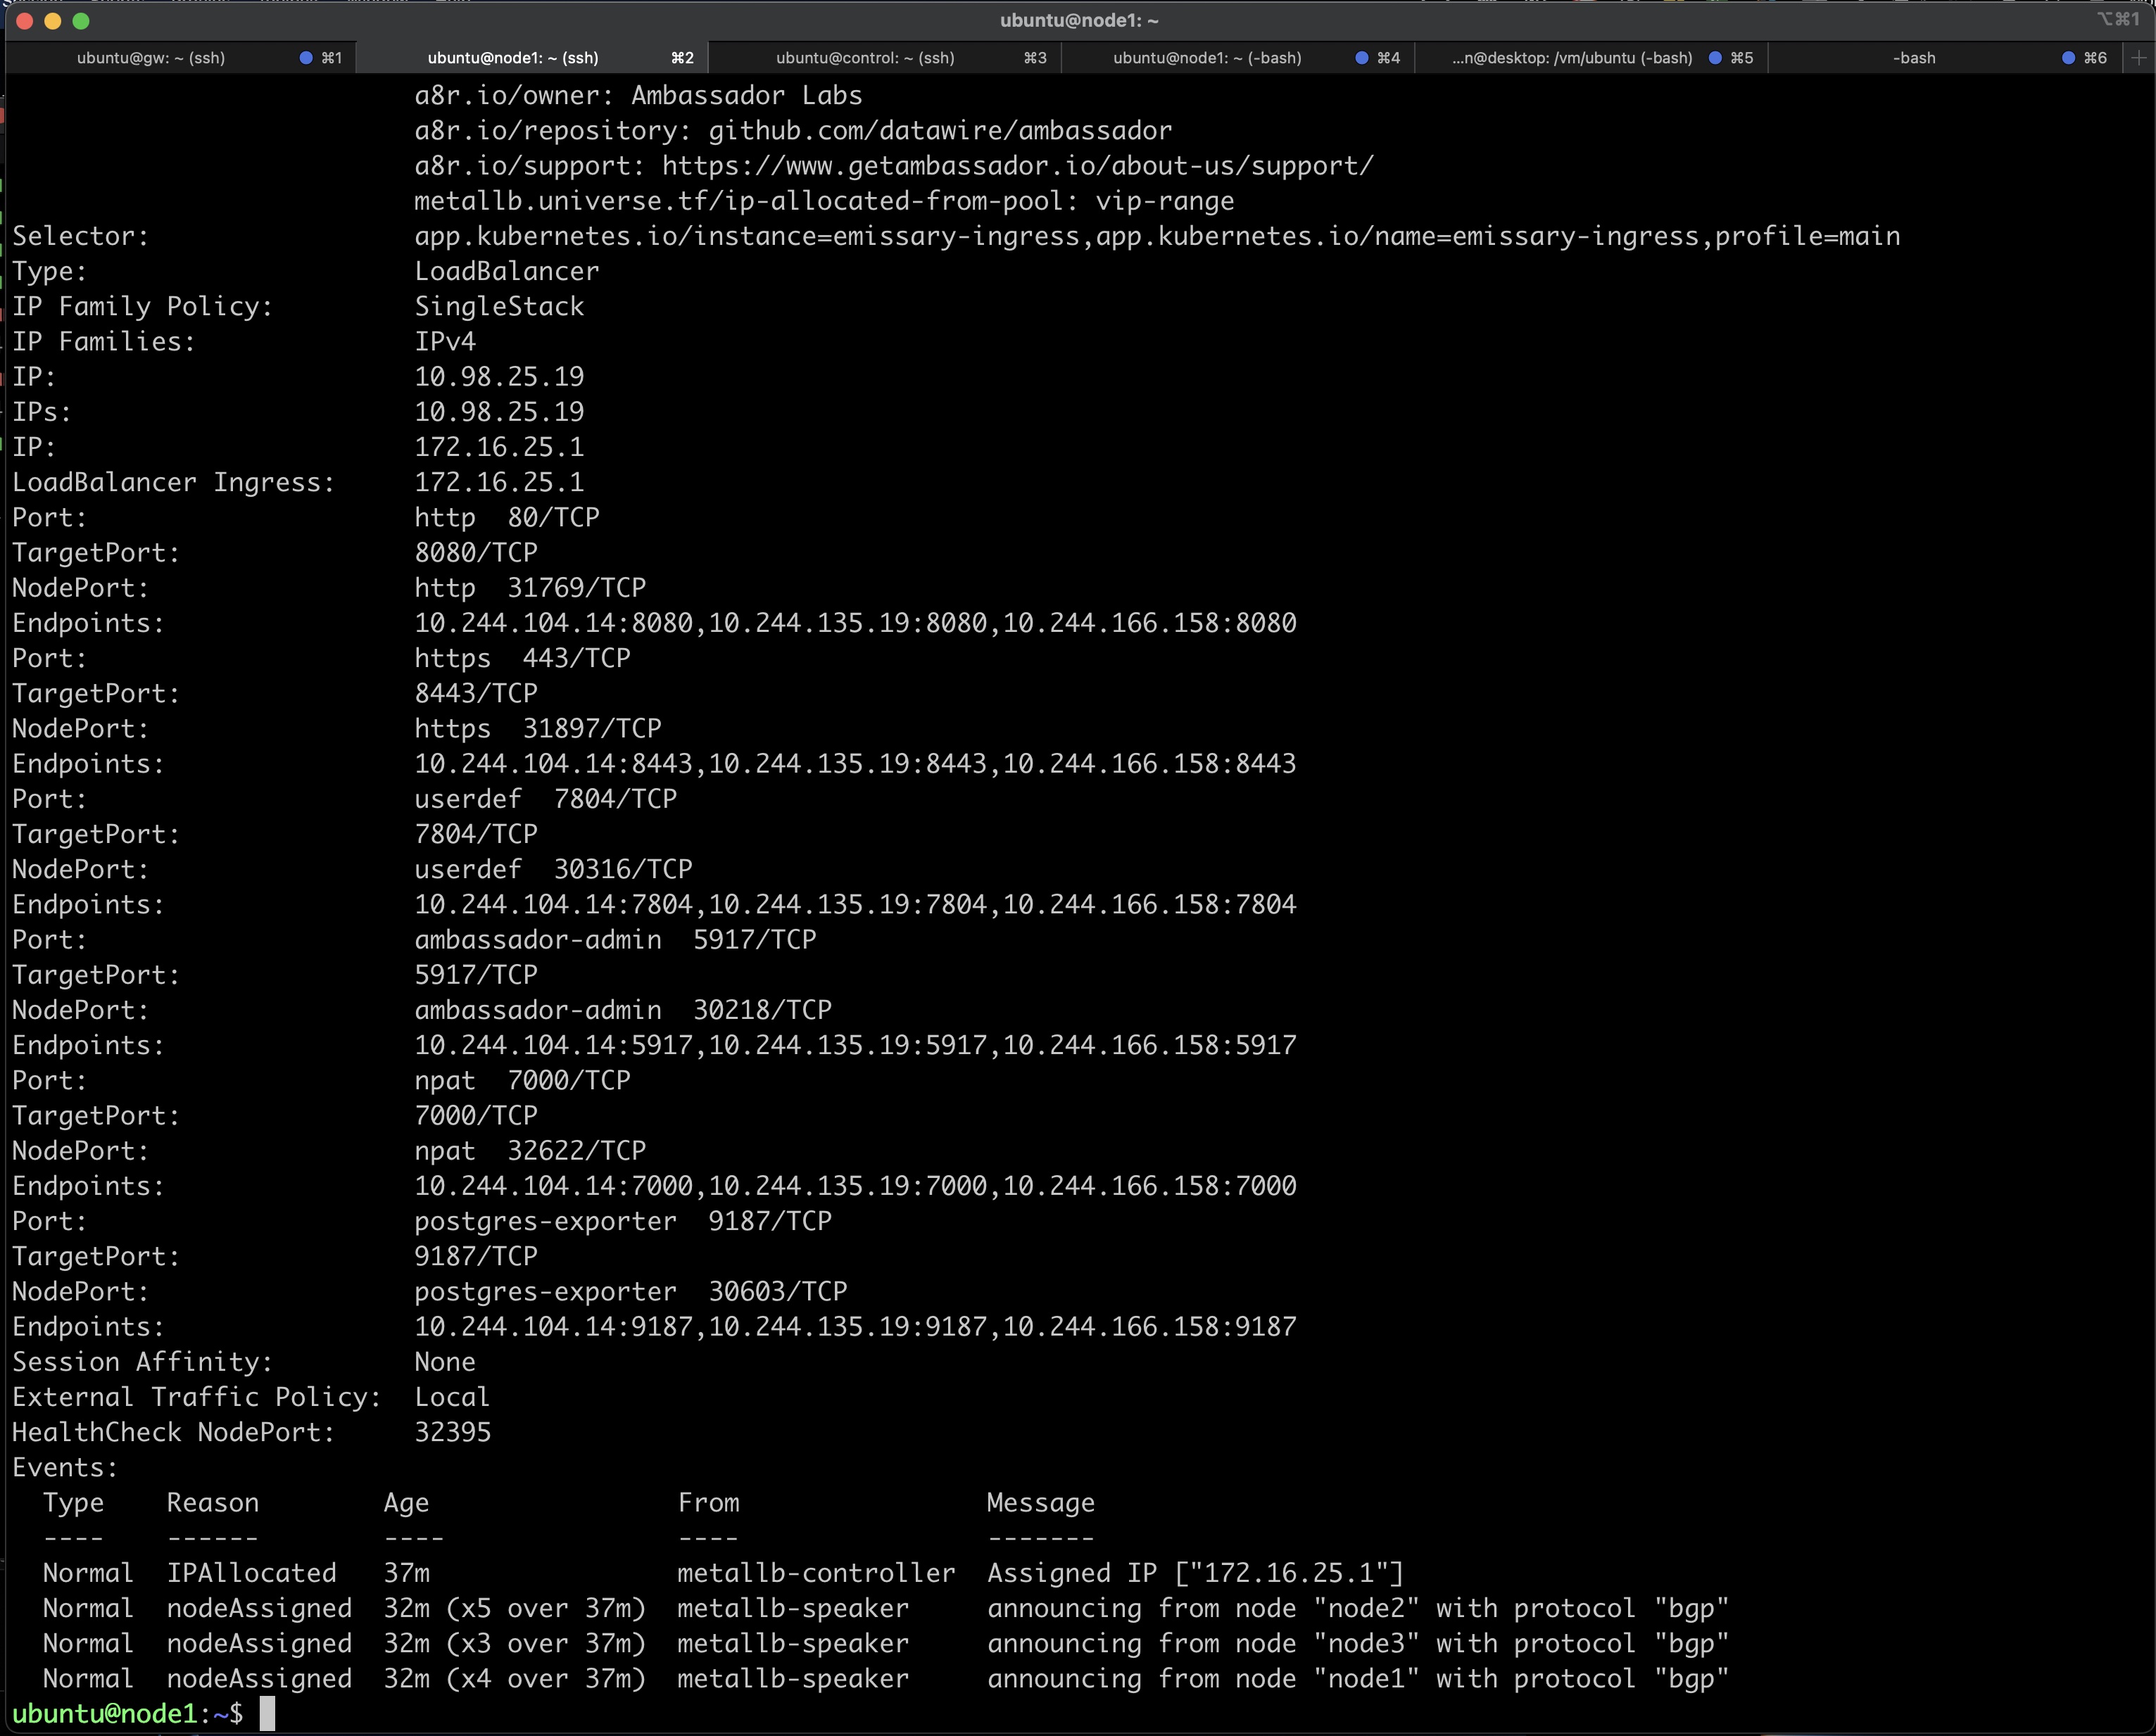 ubuntu@node1: ~
⌥⌘1
ubuntu@gw: ~ (ssh) ⌘1 ubuntu@node1: ~ (ssh) ⌘2 ubuntu@control: ~ (ssh) ⌘3 ubuntu@node1: ~ (-bash) ⌘4 ...n@desktop: /vm/ubuntu (-bash) ⌘5 -bash ⌘6 +
a8r.io/owner: Ambassador Labs
a8r.io/repository: github.com/datawire/ambassador
a8r.io/support: https://www.getambassador.io/about-us/support/
metallb.universe.tf/ip-allocated-from-pool: vip-range
Selector: app.kubernetes.io/instance=emissary-ingress,app.kubernetes.io/name=emissary-ingress,profile=main
Type: LoadBalancer
IP Family Policy: SingleStack
IP Families: IPv4
IP: 10.98.25.19
IPs: 10.98.25.19
IP: 172.16.25.1
LoadBalancer Ingress: 172.16.25.1
Port: http 80/TCP
TargetPort: 8080/TCP
NodePort: http 31769/TCP
Endpoints: 10.244.104.14:8080,10.244.135.19:8080,10.244.166.158:8080
Port: https 443/TCP
TargetPort: 8443/TCP
NodePort: https 31897/TCP
Endpoints: 10.244.104.14:8443,10.244.135.19:8443,10.244.166.158:8443
Port: userdef 7804/TCP
TargetPort: 7804/TCP
NodePort: userdef 30316/TCP
Endpoints: 10.244.104.14:7804,10.244.135.19:7804,10.244.166.158:7804
Port: ambassador-admin 5917/TCP
TargetPort: 5917/TCP
NodePort: ambassador-admin 30218/TCP
Endpoints: 10.244.104.14:5917,10.244.135.19:5917,10.244.166.158:5917
Port: npat 7000/TCP
TargetPort: 7000/TCP
NodePort: npat 32622/TCP
Endpoints: 10.244.104.14:7000,10.244.135.19:7000,10.244.166.158:7000
Port: postgres-exporter 9187/TCP
TargetPort: 9187/TCP
NodePort: postgres-exporter 30603/TCP
Endpoints: 10.244.104.14:9187,10.244.135.19:9187,10.244.166.158:9187
Session Affinity: None
External Traffic Policy: Local
HealthCheck NodePort: 32395
Events:
Type Reason Age From Message
---- ------ ---- ---- -------
Normal IPAllocated 37m metallb-controller Assigned IP ["172.16.25.1"]
Normal nodeAssigned 32m (x5 over 37m) metallb-speaker announcing from node "node2" with protocol "bgp"
Normal nodeAssigned 32m (x3 over 37m) metallb-speaker announcing from node "node3" with protocol "bgp"
Normal nodeAssigned 32m (x4 over 37m) metallb-speaker announcing from node "node1" with protocol "bgp"
ubuntu@node1:~$